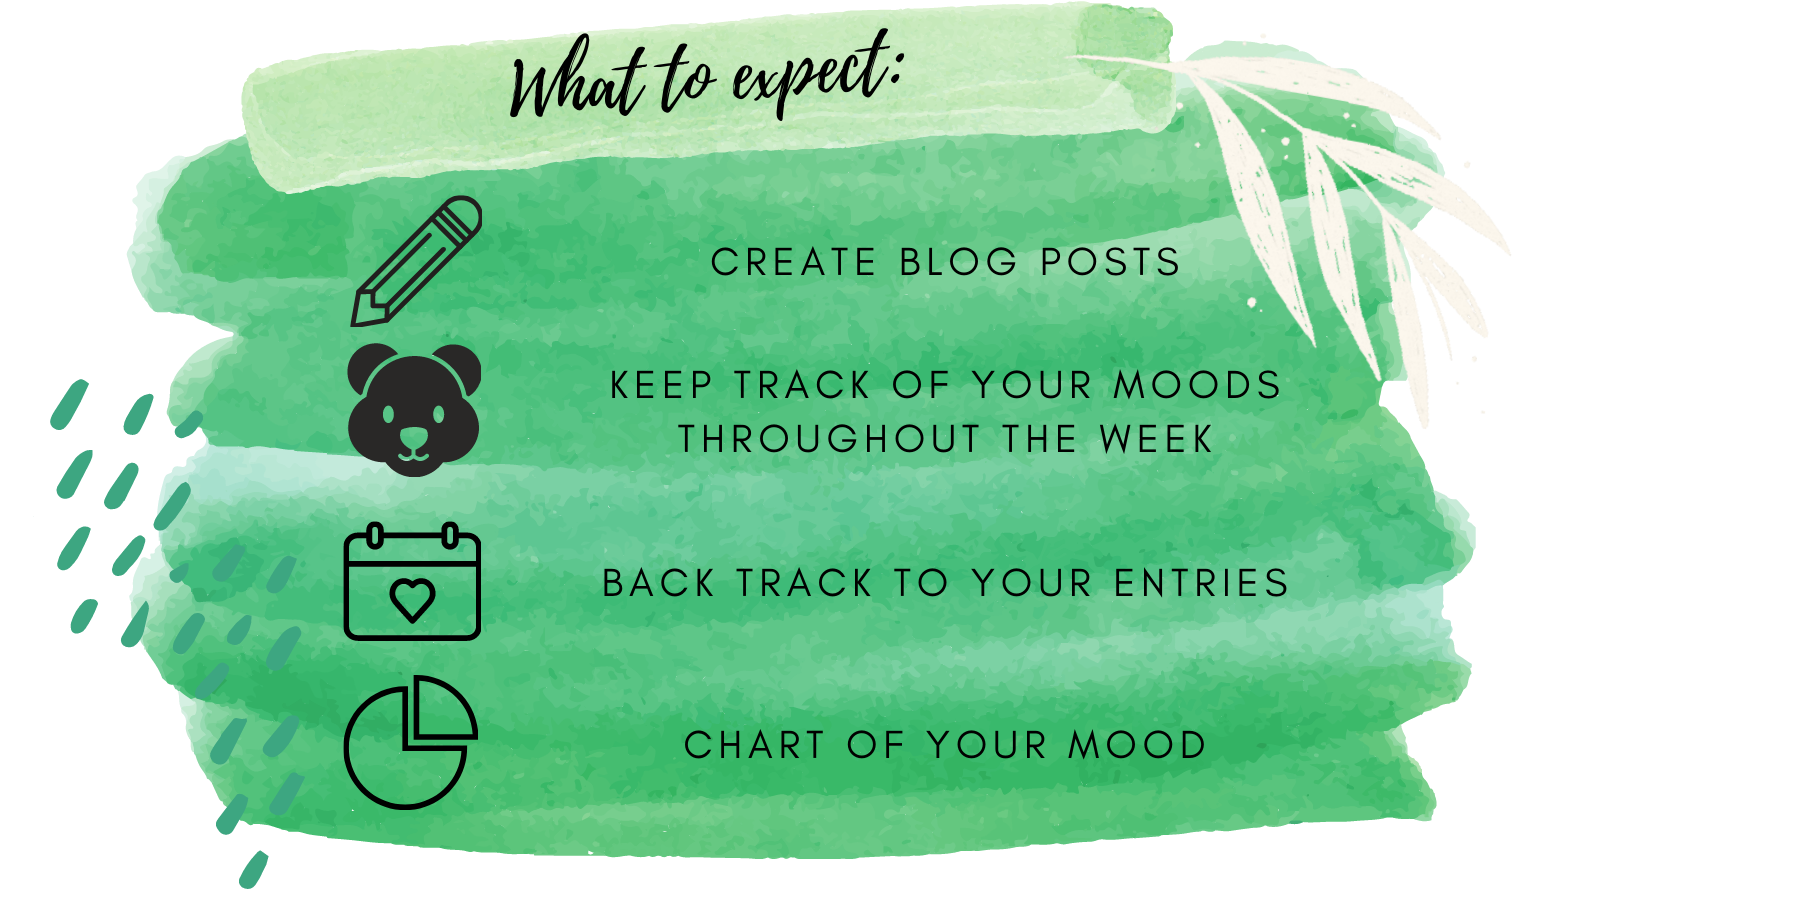 What to expect:
CREATE BLOG POSTS
KEEP TRACK OF YOUR MOODS
THROUGHOUT THE WEEK
BACK TRACK TO YOUR ENTRIES
CHART OF YOUR MOOD